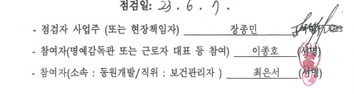 점검일: 23. 6. 7.
- 점검자 사업주 (또는 현장책임자) 장종민
- 참여자(명예감독관 또는 근로자 대표 등 참여) 이종호 (서명)
- 참여자(소속 : 동원개발/직위 : 보건관리자) 최은서 (서명)